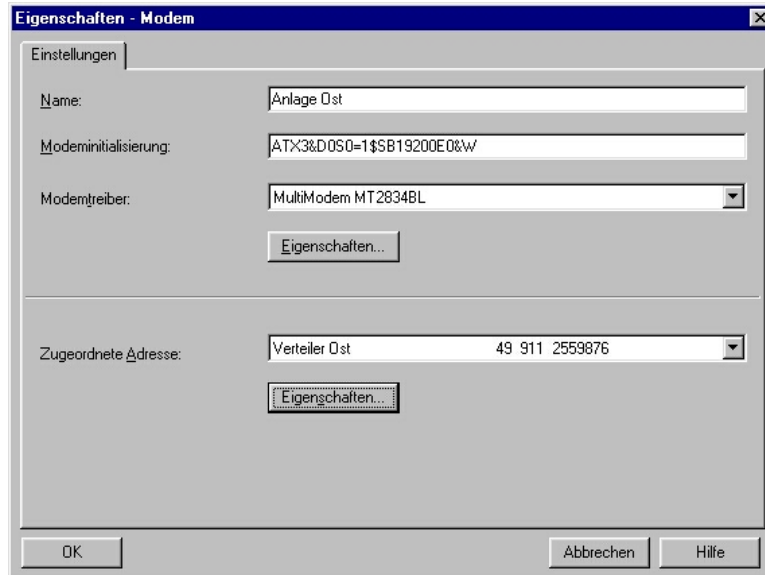 Eigenschaften - Modem
Einstellungen
Name: Anlage Ost
Modeminitialisierung: ATX3&D0S0=1$SB19200E0&W
Modemtreiber: MultiModem MT2834BL
Eigenschaften...
Zugeordnete Adresse: Verteiler Ost 49 911 2559876
Eigenschaften...
OK Abbrechen Hilfe